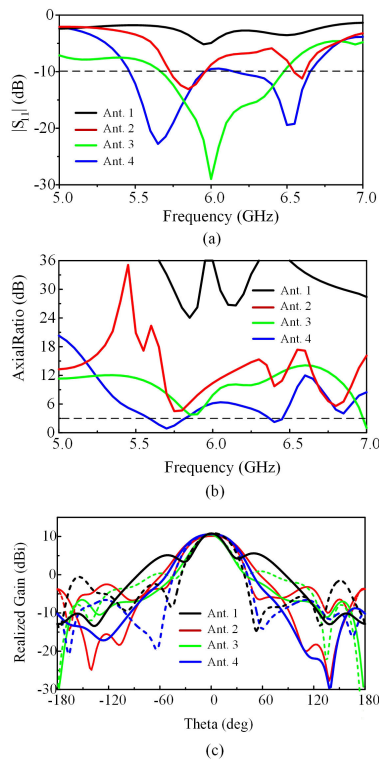 0
-10
-20
-30
|S₁₁| (dB)
Ant. 1
Ant. 2
Ant. 3
Ant. 4
5.0 5.5 6.0 6.5 7.0
Frequency (GHz)
(a)
36
30
24
18
12
6
0
AxialRatio (dB)
Ant. 1
Ant. 2
Ant. 3
Ant. 4
5.0 5.5 6.0 6.5 7.0
Frequency (GHz)
(b)
10
0
-10
-20
-30
Realized Gain (dBi)
Ant. 1
Ant. 2
Ant. 3
Ant. 4
-180 -120 -60 0 60 120 180
Theta (deg)
(c)